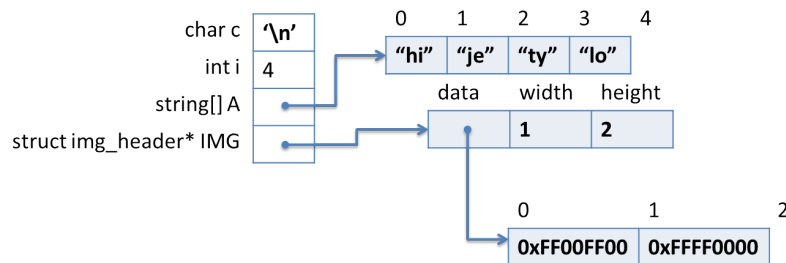 char c '\n'
int i 4
string[] A
struct img_header* IMG
0 1 2 3 4
“hi” “je” “ty” “lo”
data width height
1 2
0 1 2
0xFF00FF00 0xFFFF0000